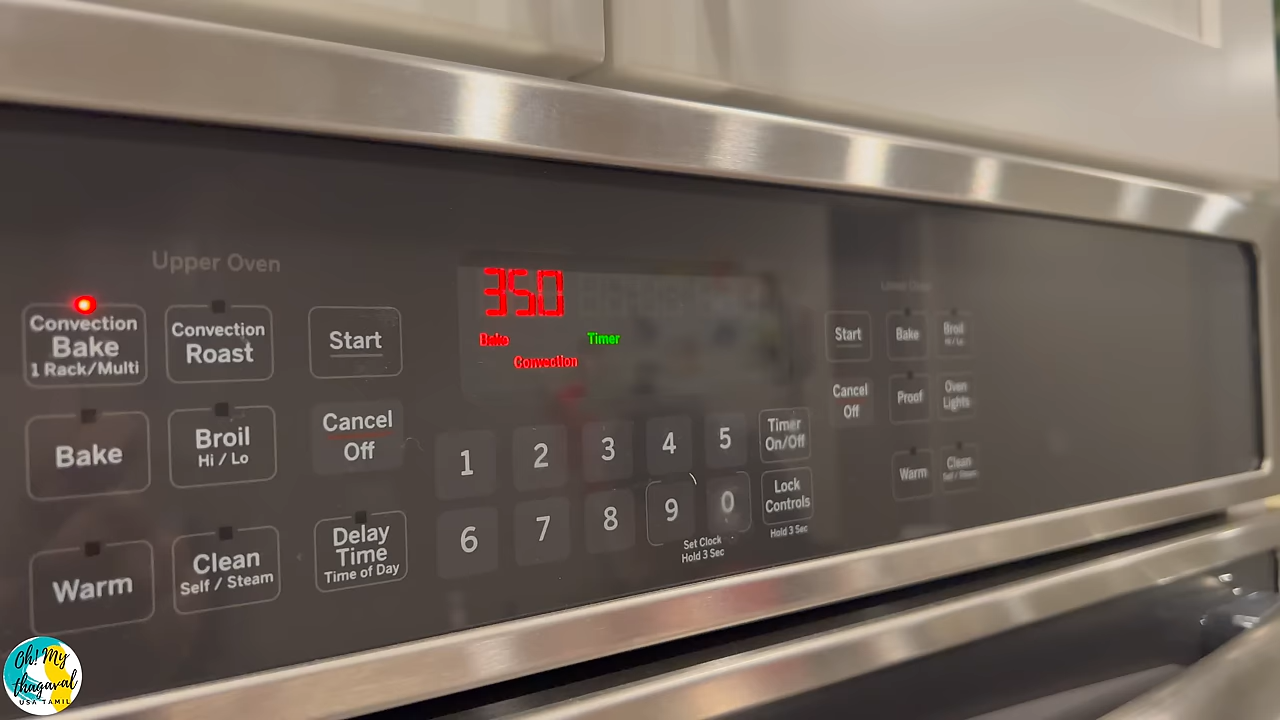 Upper Oven
Convection
Bake
1 Rack/Multi
Convection
Roast
Start
Bake
Broil
Hi / Lo
Cancel
Off
Warm
Clean
Self / Steam
Delay
Time
Time of Day
350
Bake
Timer
Convection
1
2
3
4
5
Timer
On/Off
6
7
8
9
0
Lock
Controls
Set Clock
Hold 3 Sec
Hold 3 Sec
Lower Oven
Start
Bake
Broil
Hi / Lo
Cancel
Off
Proof
Oven
Lights
Warm
Clean
Self / Steam
Oh! My
thagaval
USA TAMIL